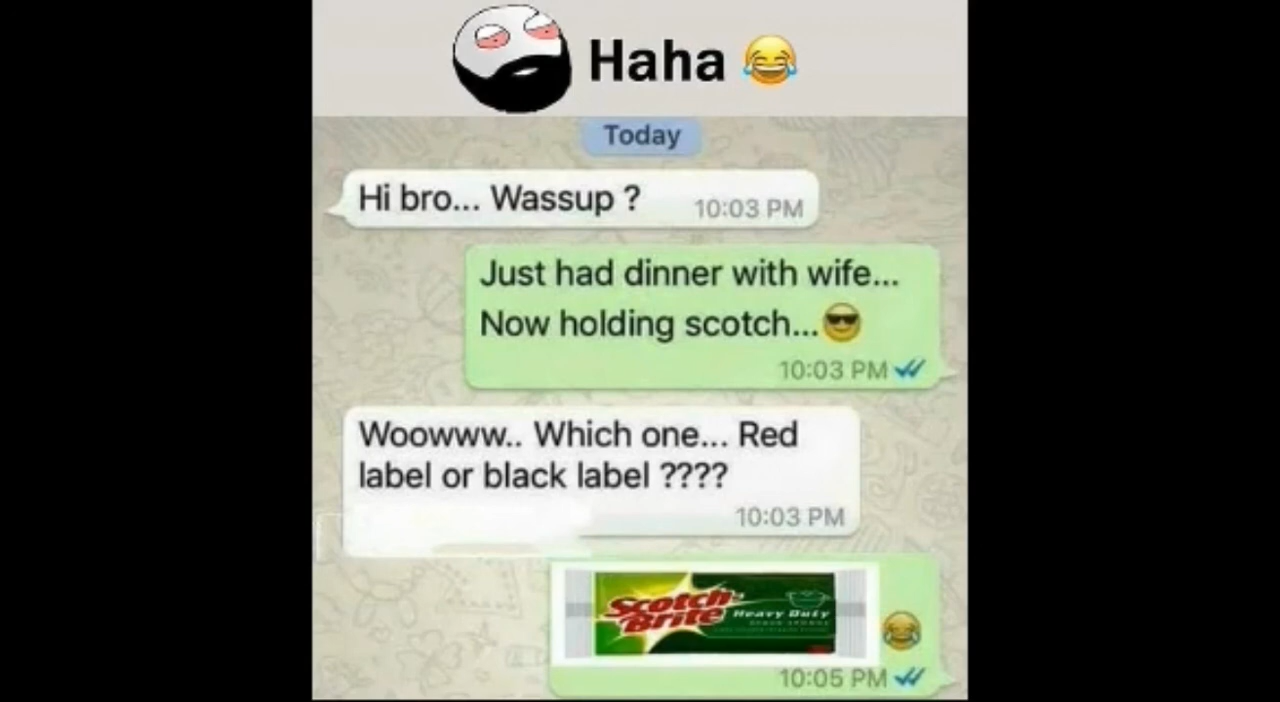 Haha 😂
Today
Hi bro... Wassup ?
10:03 PM
Just had dinner with wife...
Now holding scotch...😎
10:03 PM
Woowww.. Which one... Red
label or black label ????
10:03 PM
Scotch-
Brite
Heavy Duty
😂
10:05 PM